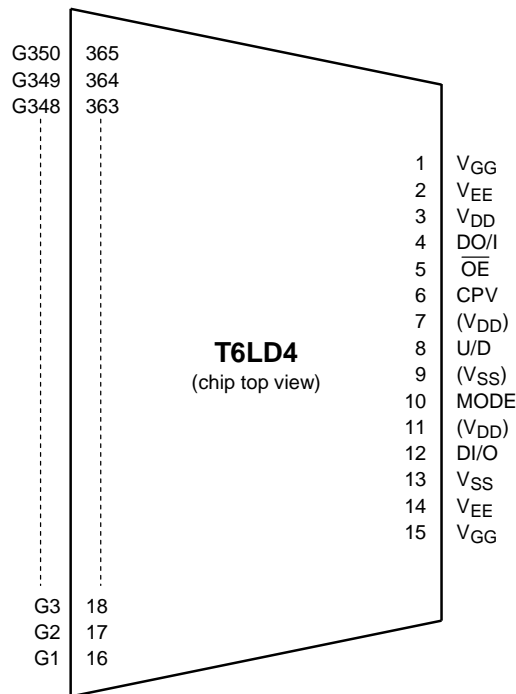 G350 365
G349 364
G348 363
1 VGG
2 VEE
3 VDD
4 DO/I
5 OE
6 CPV
7 (VDD)
T6LD4
8 U/D
(chip top view)
9 (VSS)
10 MODE
11 (VDD)
12 DI/O
13 VSS
14 VEE
15 VGG
G3 18
G2 17
G1 16